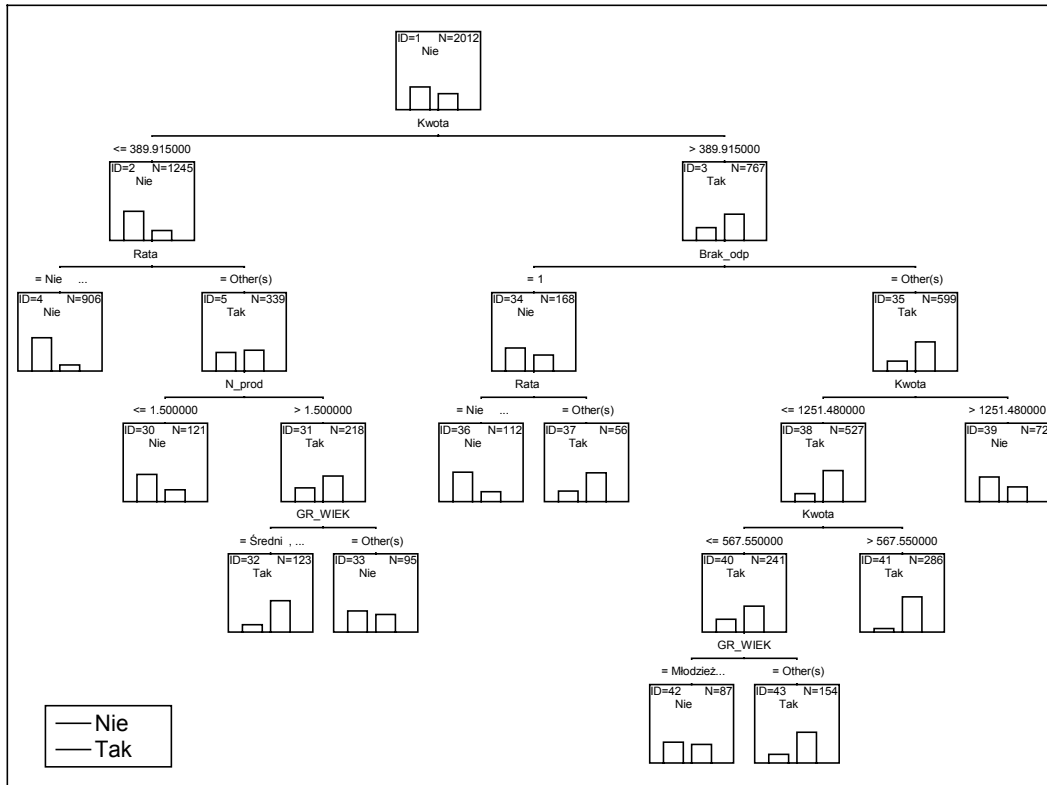 ID=1 N=2012
Nie
Kwota
<= 389.915000 > 389.915000
ID=2 N=1245 ID=3 N=767
Nie Tak
Rata Brak_odp
= Nie ... = Other(s) = 1 = Other(s)
ID=4 N=906 ID=5 N=339 ID=34 N=168 ID=35 N=599
Nie Tak Nie Tak
N_prod Rata Kwota
<= 1.500000 > 1.500000 = Nie ... = Other(s) <= 1251.480000 > 1251.480000
ID=30 N=121 ID=31 N=218 ID=36 N=112 ID=37 N=56 ID=38 N=527 ID=39 N=72
Nie Tak Nie Tak Tak Nie
GR_WIEK Kwota
= Średni , ... = Other(s) <= 567.550000 > 567.550000
ID=32 N=123 ID=33 N=95 ID=40 N=241 ID=41 N=286
Tak Nie Tak Tak
GR_WIEK
= Młodzież... = Other(s)
ID=42 N=87 ID=43 N=154
Nie Tak
Nie
Tak